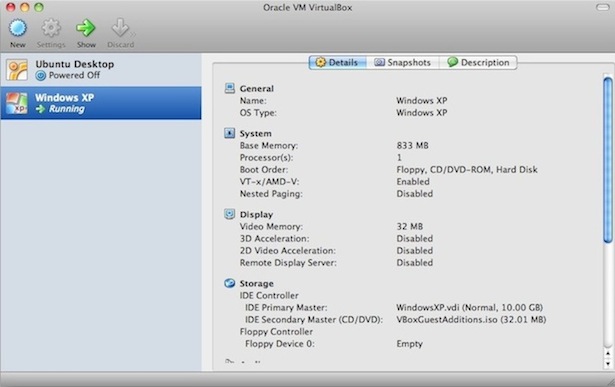 Oracle VM VirtualBox
New Settings Show Discard
Details Snapshots Description
Ubuntu Desktop
Powered Off
Windows XP
Running
General
Name: Windows XP
OS Type: Windows XP
System
Base Memory: 833 MB
Processor(s): 1
Boot Order: Floppy, CD/DVD-ROM, Hard Disk
VT-x/AMD-V: Enabled
Nested Paging: Disabled
Display
Video Memory: 32 MB
3D Acceleration: Disabled
2D Video Acceleration: Disabled
Remote Display Server: Disabled
Storage
IDE Controller
IDE Primary Master: WindowsXP.vdi (Normal, 10.00 GB)
IDE Secondary Master (CD/DVD): VBoxGuestAdditions.iso (32.01 MB)
Floppy Controller
Floppy Device 0: Empty